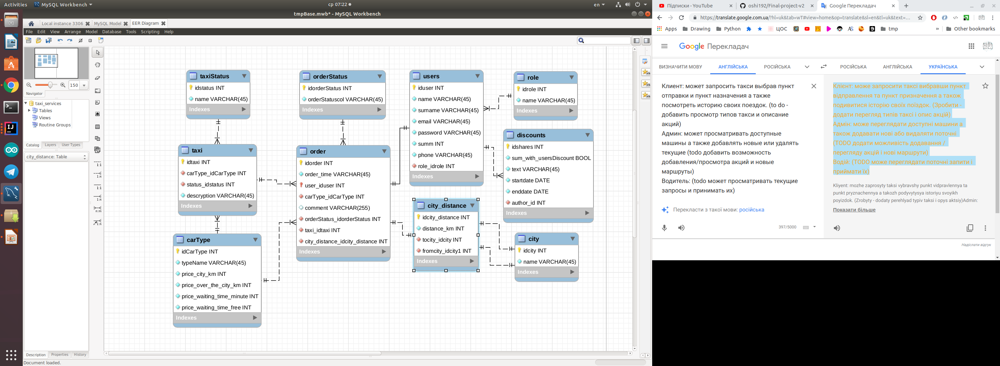 Activities
MySQL Workbench
ср 07:22
en
tmpBase.mwb* - MySQL Workbench
Local instance 3306
MySQL Model
EER Diagram
File Edit View Arrange Model Database Tools Scripting Help
150
Navigator
taxi_services
Tables
Views
Routine Groups
Catalog Layers User Types
city_distance: Table
1:1
1:n
1:1
1:n
n:m
1:n
taxiStatus
idstatus INT
name VARCHAR(45)
Indexes
orderStatus
idorderStatus INT
orderStatuscol VARCHAR(45)
Indexes
users
iduser INT
name VARCHAR(45)
surname VARCHAR(45)
email VARCHAR(45)
password VARCHAR(45)
summ INT
phone VARCHAR(45)
role_idrole INT
Indexes
role
idrole INT
name VARCHAR(45)
Indexes
taxi
idtaxi INT
carType_idCarType INT
status_idstatus INT
descryption VARCHAR(45)
Indexes
order
idorder INT
order_time VARCHAR(45)
user_iduser INT
carType_idCarType INT
comment VARCHAR(255)
orderStatus_idorderStatus INT
taxi_idtaxi INT
city_distance_idcity_distance INT
Indexes
discounts
idshares INT
sum_with_usersDiscount BOOL
text VARCHAR(45)
startdate DATE
enddate DATE
author_id INT
Indexes
city_distance
idcity_distance INT
distance_km INT
tocity_idcity INT
fromcity_idcity1 INT
Indexes
city
idcity INT
name VARCHAR(45)
Indexes
carType
idCarType INT
typeName VARCHAR(45)
price_city_km INT
price_over_the_city_km INT
price_waiting_time_minute INT
price_waiting_time_free INT
Indexes
Description Properties History
Document loaded.
Підписки - YouTube
oshi192/Final-project-v2
Google Перекладач
https://translate.google.com.ua/?hl=uk&tab=wT#view=home&op=translate&sl=en&tl=uk&text=...
Apps Drawing Python ЦОС tmp » Other bookmarks
Google Перекладач
ВИЗНАЧИТИ МОВУ АНГЛІЙСЬКА РОСІЙСЬКА
РОСІЙСЬКА АНГЛІЙСЬКА УКРАЇНСЬКА
Клиент: может запросить такси выбрав пункт
отправки и пункт назначения а также
посмотреть историю своих поездок. (to do -
добавить просмотр типов такси и описание
акций)
Админ: может просматривать доступные
машины а также добавлять новые или удалять
текущие (todo добавить возможность
добавления/просмотра акций и новые
маршруты)
Водитель: (todo может просматривать текущие
запросы и принимать их)
Перекласти з такої мови: російська
397/5000
Клієнт: може запросити таксі вибравши пункт
відправлення та пункт призначення а також
подивитися історію своїх поїздок. (Зробити -
додати перегляд типів таксі і опис акцій)
Адмін: може переглядати доступні машини а
також додавати нові або видаляти поточні
(TODO додати можливість додавання /
перегляду акцій і нові маршрути)
Водій: (TODO може переглядати поточні запити і
приймати їх)
Kliyent: mozhe zaprosyty taksi vybravshy punkt vidpravlennya ta
punkt pryznachennya a takozh podyvytysya istoriyu svoyikh
poyizdok. (Zrobyty - dodaty perehlyad typiv taksi i opys aktsiy)Admin:
Показати більше
Надіслати відгук